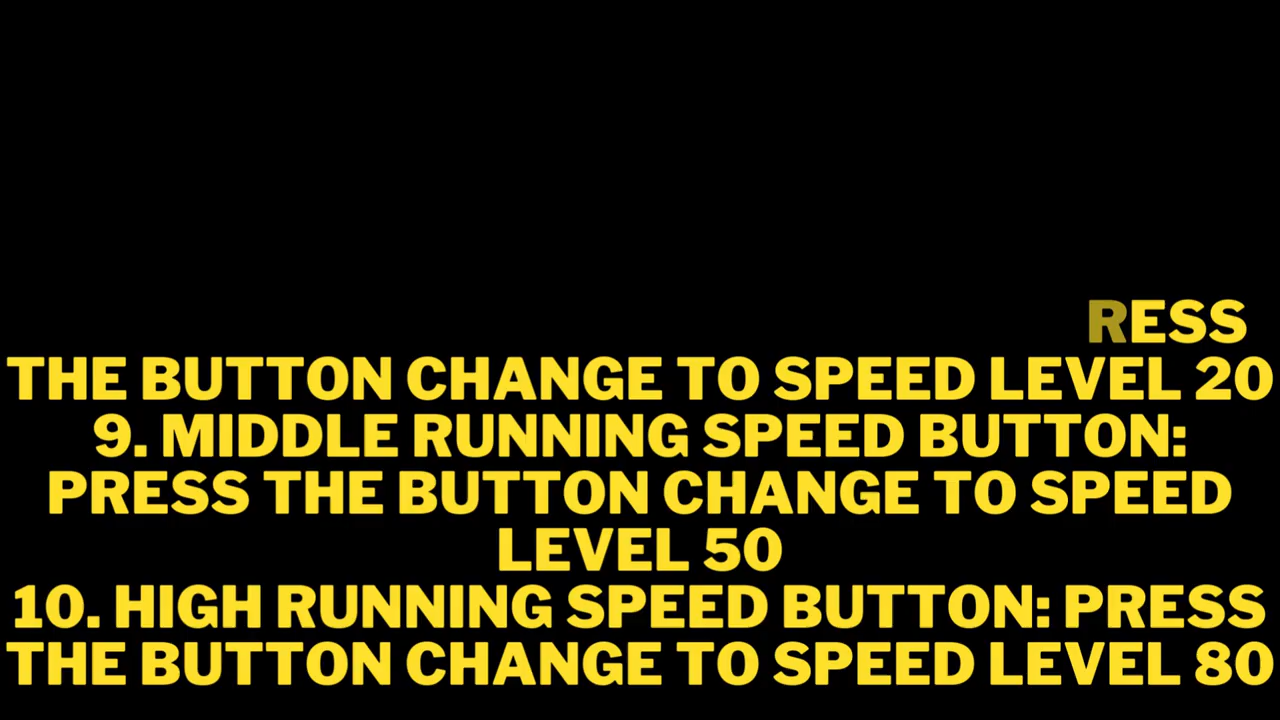 RESS
THE BUTTON CHANGE TO SPEED LEVEL 20
9. MIDDLE RUNNING SPEED BUTTON:
PRESS THE BUTTON CHANGE TO SPEED
LEVEL 50
10. HIGH RUNNING SPEED BUTTON: PRESS
THE BUTTON CHANGE TO SPEED LEVEL 80